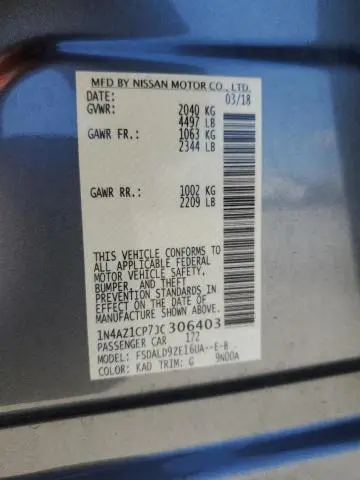 MFD BY NISSAN MOTOR CO., LTD.
DATE: 03/18
GVWR: 2040 KG
4497 LB
GAWR FR.: 1063 KG
2344 LB
GAWR RR.: 1002 KG
2209 LB
THIS VEHICLE CONFORMS TO
ALL APPLICABLE FEDERAL
MOTOR VEHICLE SAFETY,
BUMPER, AND THEFT
PREVENTION STANDARDS IN
EFFECT ON THE DATE OF
MANUFACTURE SHOWN ABOVE.
1N4AZ1CP7JC306403
PASSENGER CAR 172
MODEL: FSDALD9ZE16UA--E-B
COLOR: KAD TRIM: G 9N00A